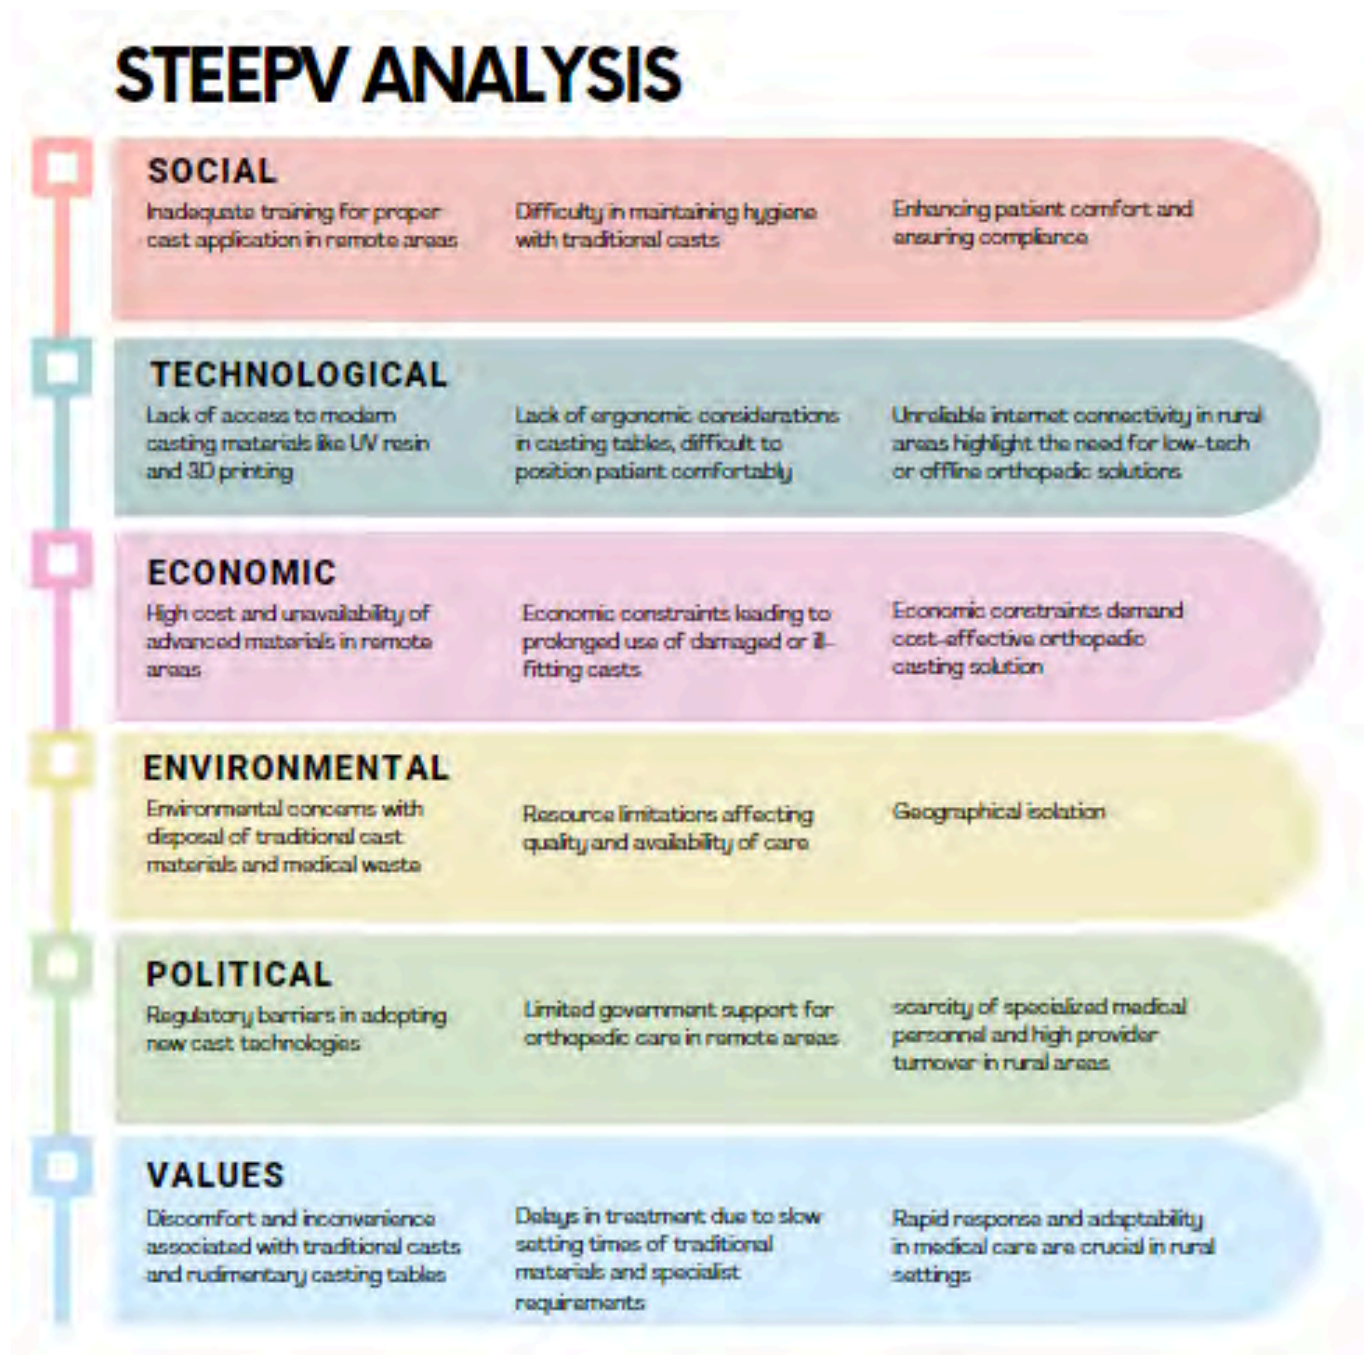 STEEPV ANALYSIS
SOCIAL
Inadequate training for proper
cast application in remote areas
Difficulty in maintaining hygiene
with traditional casts
Enhancing patient comfort and
ensuring compliance
TECHNOLOGICAL
Lack of access to modern
casting materials like UV resin
and 3D printing
Lack of ergonomic considerations
in casting tables, difficult to
position patient comfortably
Unreliable internet connectivity in rural
areas highlight the need for low-tech
or offline orthopedic solutions
ECONOMIC
High cost and unavailability of
advanced materials in remote
areas
Economic constraints leading to
prolonged use of damaged or ill-
fitting casts
Economic constraints demand
cost-effective orthopedic
casting solution
ENVIRONMENTAL
Environmental concerns with
disposal of traditional cast
materials and medical waste
Resource limitations affecting
quality and availability of care
Geographical isolation
POLITICAL
Regulatory barriers in adopting
new cast technologies
Limited government support for
orthopedic care in remote areas
scarcity of specialized medical
personnel and high provider
turnover in rural areas
VALUES
Discomfort and inconvenience
associated with traditional casts
and rudimentary casting tables
Delays in treatment due to slow
setting times of traditional
materials and specialist
requirements
Rapid response and adaptability
in medical care are crucial in rural
settings